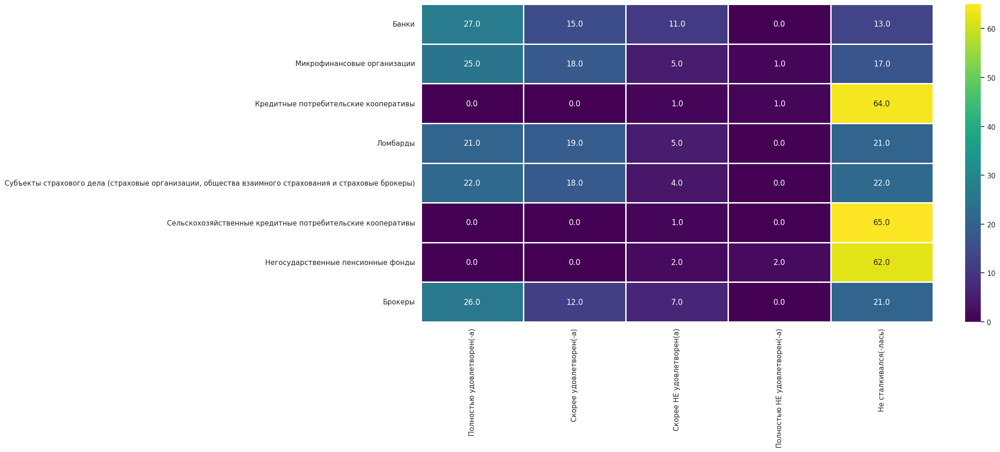 Банки 27.0 15.0 11.0 0.0 13.0
Микрофинансовые организации 25.0 18.0 5.0 1.0 17.0
Кредитные потребительские кооперативы 0.0 0.0 1.0 1.0 64.0
Ломбарды 21.0 19.0 5.0 0.0 21.0
Субъекты страхового дела (страховые организации, общества взаимного страхования и страховые брокеры) 22.0 18.0 4.0 0.0 22.0
Сельскохозяйственные кредитные потребительские кооперативы 0.0 0.0 1.0 0.0 65.0
Негосударственные пенсионные фонды 0.0 0.0 2.0 2.0 62.0
Брокеры 26.0 12.0 7.0 0.0 21.0
Полностью удовлетворен(-а)
Скорее удовлетворен(-а)
Скорее НЕ удовлетворен(а)
Полностью НЕ удовлетворен(-а)
Не сталкивался(-лась)
60
50
40
30
20
10
0